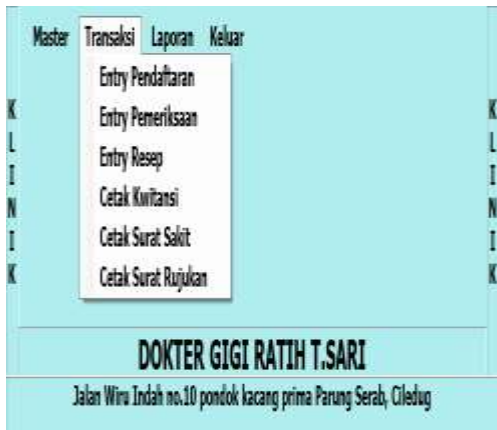 Master Transaksi Laporan Keluar
Entry Pendaftaran
Entry Pemeriksaan
Entry Resep
Cetak Kwitansi
Cetak Surat Sakit
Cetak Surat Rujukan
K L I N I K
K L I N I K
DOKTER GIGI RATIH T.SARI
Jalan Wiru Indah no.10 pondok kacang prima Parung Serab, Ciledug